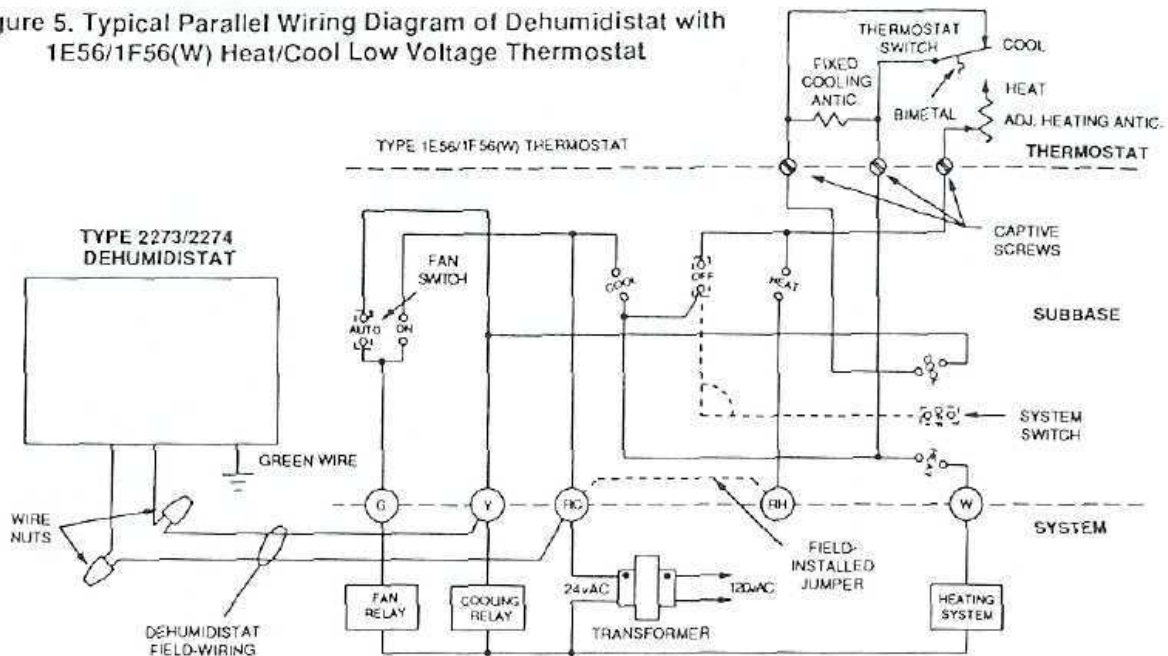 gure 5. Typical Parallel Wiring Diagram of Dehumidistat with
1E56/1F56(W) Heat/Cool Low Voltage Thermostat
THERMOSTAT
SWITCH
COOL
FIXED
COOLING
ANTIC.
HEAT
BIMETAL
ADJ. HEATING ANTIC.
TYPE 1E56/1F56(W) THERMOSTAT
THERMOSTAT
TYPE 2273/2274
DEHUMIDISTAT
FAN
SWITCH
CAPTIVE
SCREWS
COOL
OFF
HEAT
AUTO
ON
SUBBASE
SYSTEM
SWITCH
GREEN WIRE
G
Y
RC
RH
W
WIRE
NUTS
SYSTEM
FIELD-
INSTALLED
JUMPER
24vAC
120vAC
FAN
RELAY
COOLING
RELAY
HEATING
SYSTEM
TRANSFORMER
DEHUMIDISTAT
FIELD-WIRING